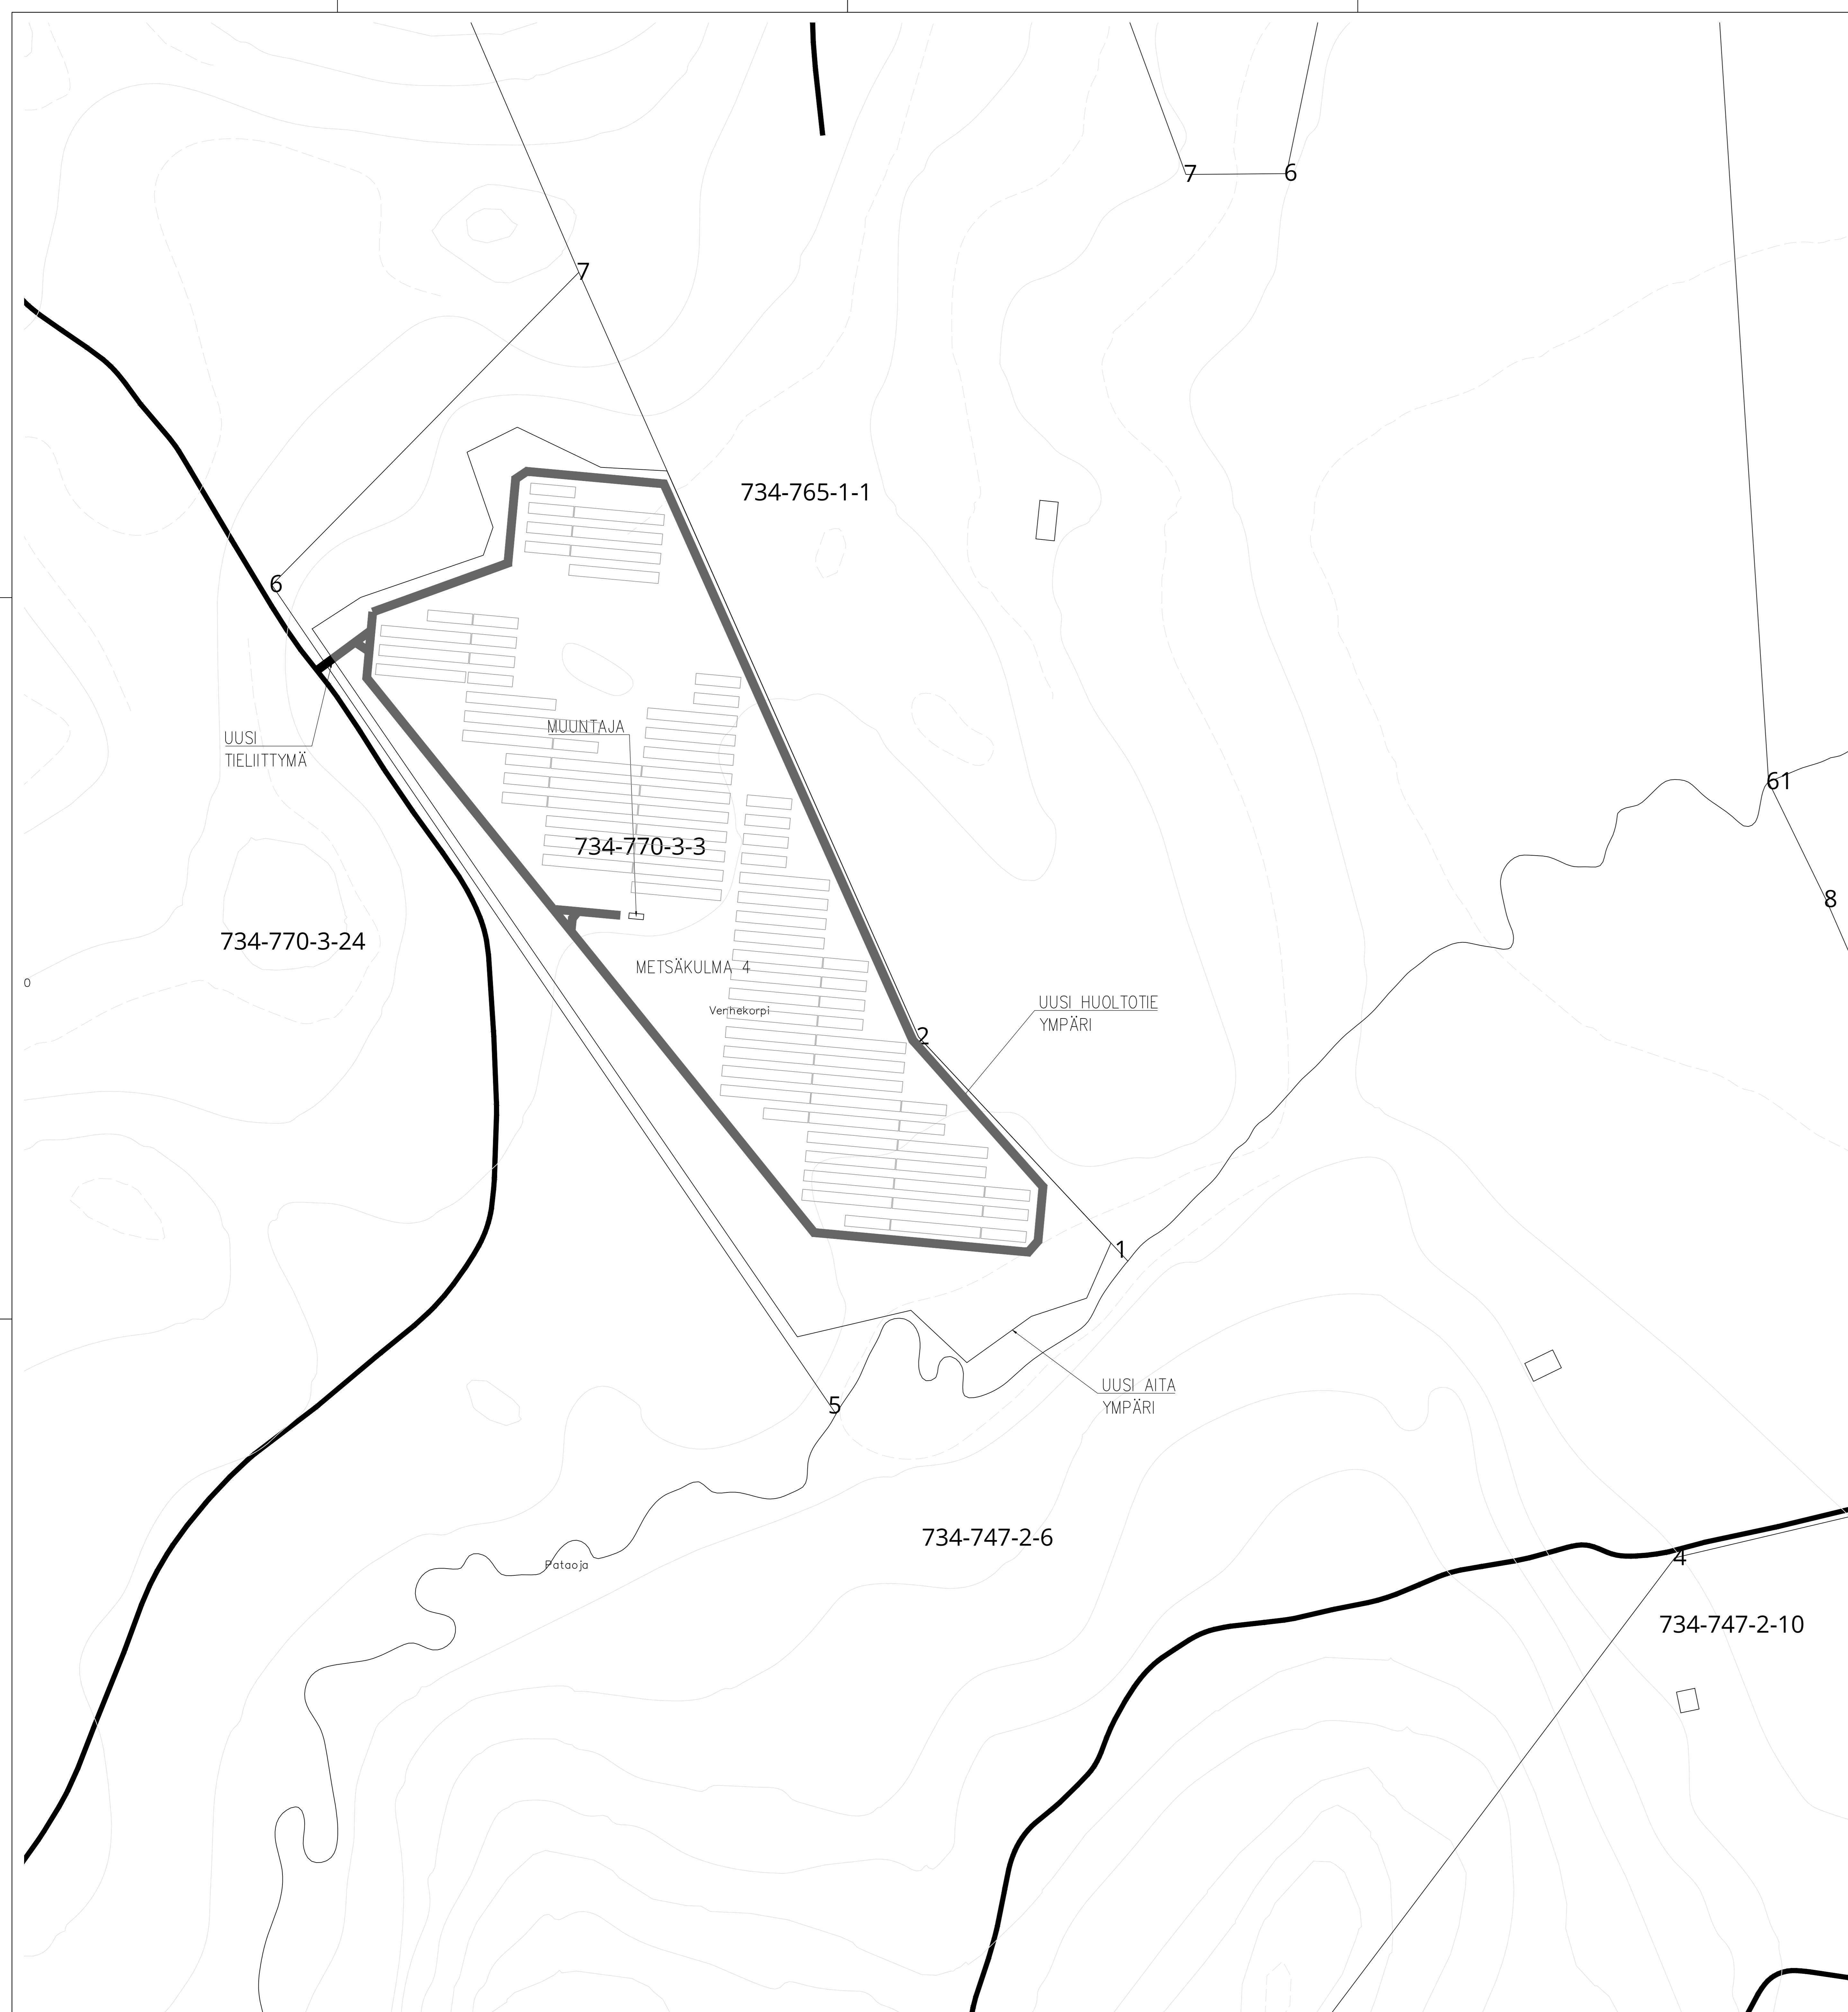 7
6
7
734-765-1-1
6
UUSI
TIELIITTYMÄ
MUUNTAJA
61
734-770-3-3
8
734-770-3-24
METSÄKULMA 4
0
Venhekorpi
UUSI HUOLTOTIE
YMPÄRI
2
1
UUSI AITA
YMPÄRI
5
734-747-2-6
Pataoja
4
734-747-2-10